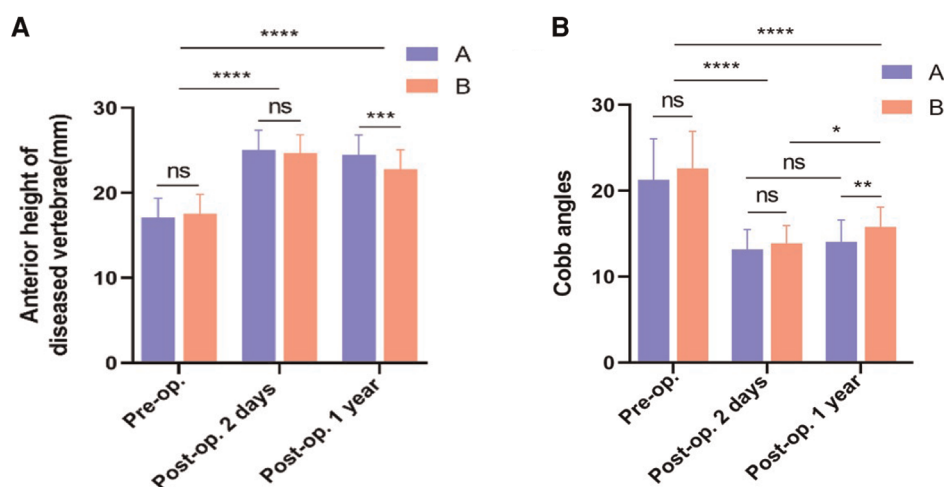 A
****
****
ns
ns
***
A
B
30
20
10
0
Anterior height of
diseased vertebrae(mm)
Pre-op.
Post-op. 2 days
Post-op. 1 year
B
****
****
ns
*
ns
ns
**
A
B
30
20
10
0
Cobb angles
Pre-op.
Post-op. 2 days
Post-op. 1 year